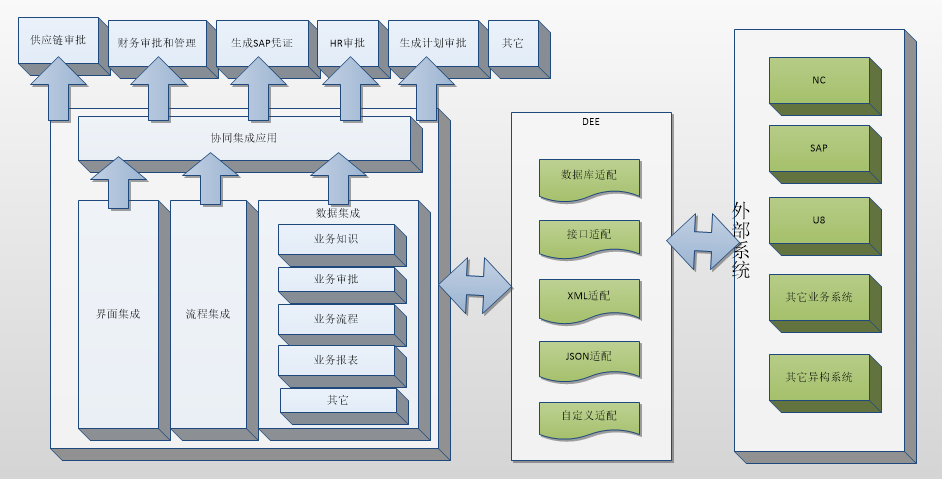 供应链审批
财务审批和管理
生成SAP凭证
HR审批
生成计划审批
其它
协同集成应用
界面集成
流程集成
数据集成
业务知识
业务审批
业务流程
业务报表
其它
DEE
数据库适配
接口适配
XML适配
JSON适配
自定义适配
外部系统
NC
SAP
U8
其它业务系统
其它异构系统